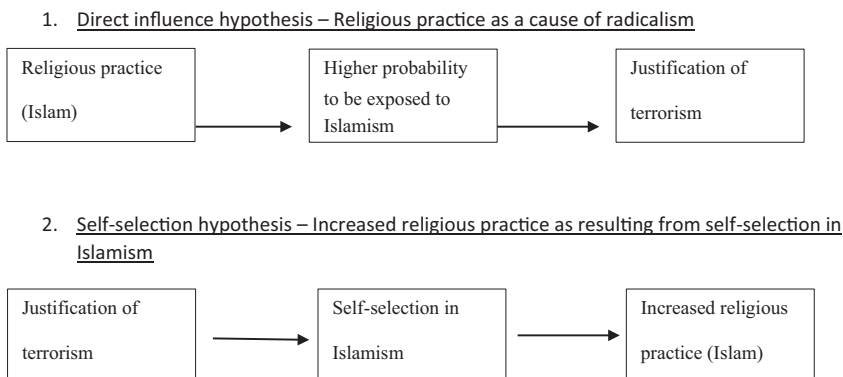 1. Direct influence hypothesis – Religious practice as a cause of radicalism
Religious practice
(Islam)
Higher probability
to be exposed to
Islamism
Justification of
terrorism
2. Self-selection hypothesis – Increased religious practice as resulting from self-selection in
Islamism
Justification of
terrorism
Self-selection in
Islamism
Increased religious
practice (Islam)